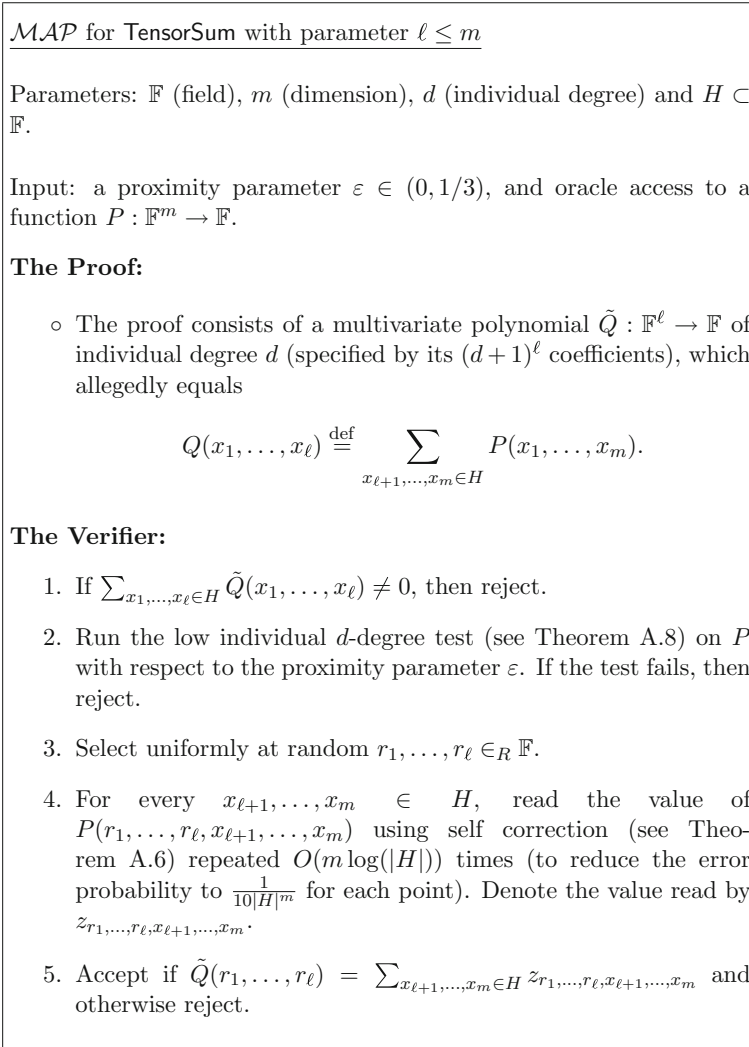 MAP for TensorSum with parameter ℓ ≤ m
Parameters: 𝔽 (field), m (dimension), d (individual degree) and H ⊂
𝔽.
Input: a proximity parameter ε ∈ (0, 1/3), and oracle access to a
function P : 𝔽^m → 𝔽.
The Proof:
◦ The proof consists of a multivariate polynomial Q̃ : 𝔽^ℓ → 𝔽 of
individual degree d (specified by its (d + 1)^ℓ coefficients), which
allegedly equals
Q(x_1, . . . , x_ℓ) def= ∑_{x_{ℓ+1},...,x_m∈H} P(x_1, . . . , x_m).
The Verifier:
1. If ∑_{x_1,...,x_ℓ∈H} Q̃(x_1, . . . , x_ℓ) ≠ 0, then reject.
2. Run the low individual d-degree test (see Theorem A.8) on P
with respect to the proximity parameter ε. If the test fails, then
reject.
3. Select uniformly at random r_1, . . . , r_ℓ ∈_R 𝔽.
4. For every x_{ℓ+1}, . . . , x_m ∈ H, read the value of
P(r_1, . . . , r_ℓ, x_{ℓ+1}, . . . , x_m) using self correction (see Theo-
rem A.6) repeated O(m log(|H|)) times (to reduce the error
probability to 1/(10|H|^m) for each point). Denote the value read by
z_{r_1,...,r_ℓ,x_{ℓ+1},...,x_m}.
5. Accept if Q̃(r_1, . . . , r_ℓ) = ∑_{x_{ℓ+1},...,x_m∈H} z_{r_1,...,r_ℓ,x_{ℓ+1},...,x_m} and
otherwise reject.